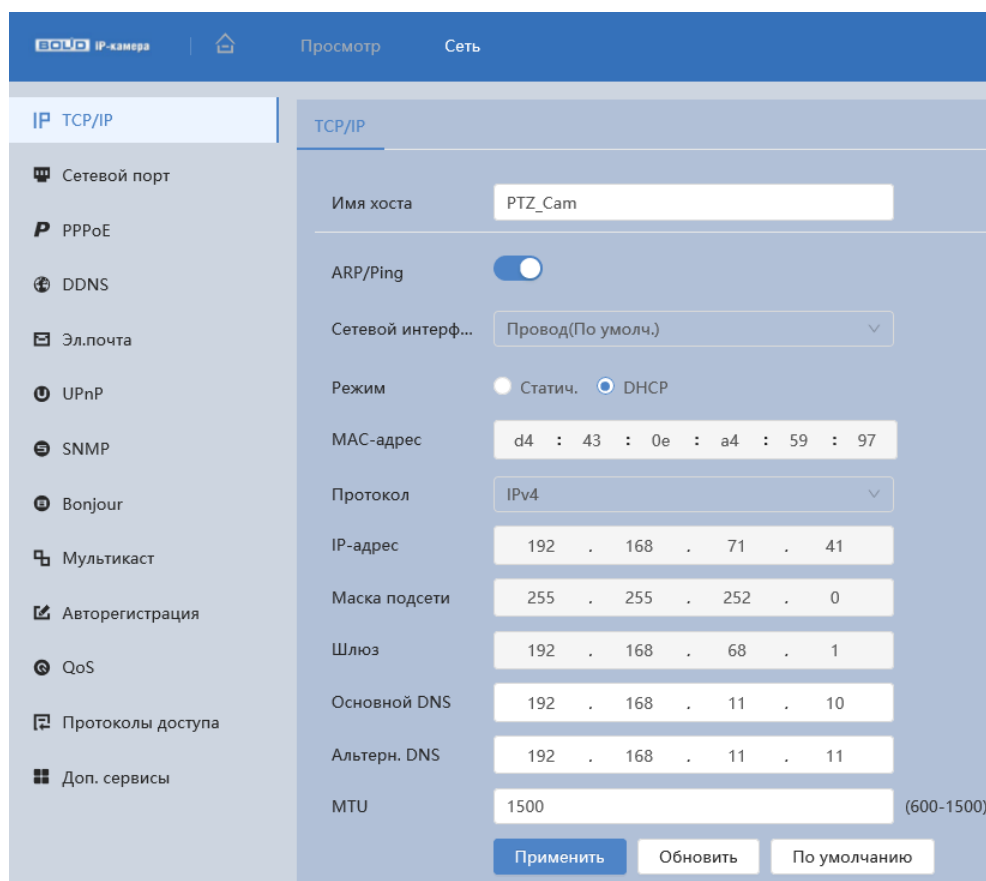 BOLID IP-камера
Просмотр
Сеть
TCP/IP
Сетевой порт
PPPoE
DDNS
Эл.почта
UPnP
SNMP
Bonjour
Мультикаст
Авторегистрация
QoS
Протоколы доступа
Доп. сервисы
TCP/IP
Имя хоста PTZ_Cam
ARP/Ping
Сетевой интерф... Провод(По умолч.)
Режим Статич. DHCP
MAC-адрес d4 : 43 : 0e : a4 : 59 : 97
Протокол IPv4
IP-адрес 192 . 168 . 71 . 41
Маска подсети 255 . 255 . 252 . 0
Шлюз 192 . 168 . 68 . 1
Основной DNS 192 . 168 . 11 . 10
Альтерн. DNS 192 . 168 . 11 . 11
MTU 1500 (600-1500)
Применить Обновить По умолчанию